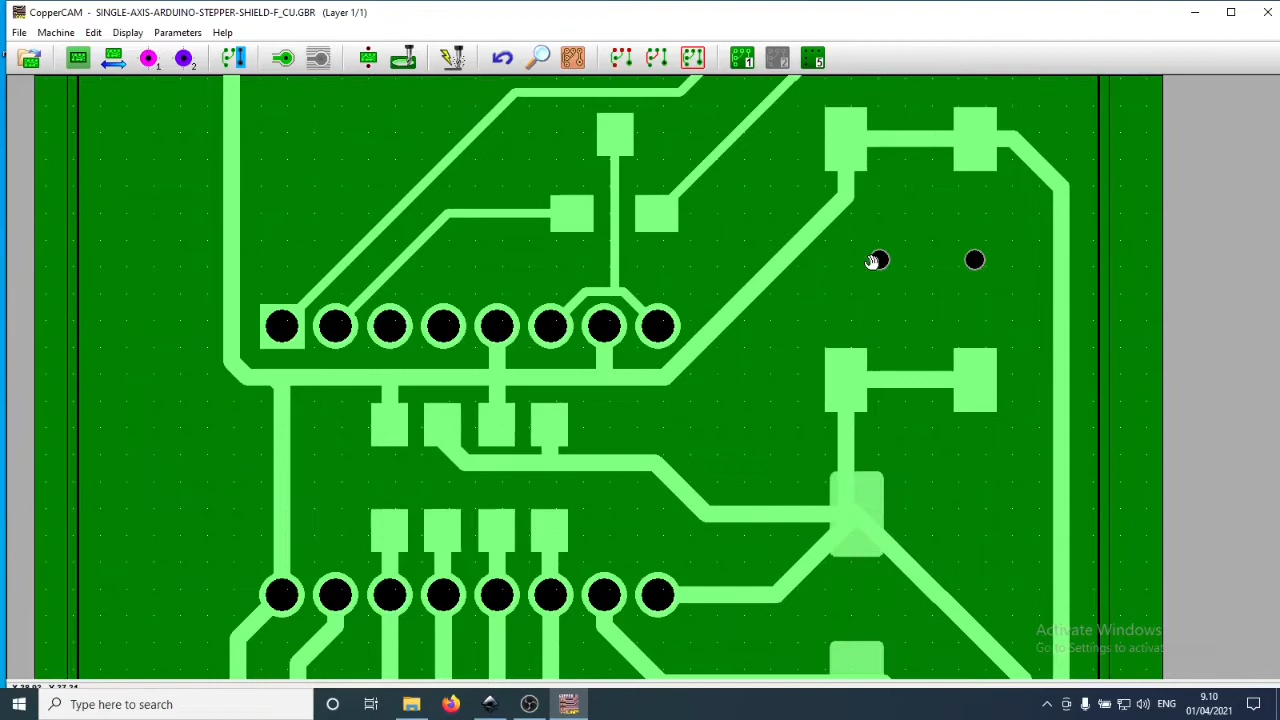 CopperCAM - SINGLE-AXIS-ARDUINO-STEPPER-SHIELD-F_CU.GBR (Layer 1/1)
File Machine Edit Display Parameters Help
1 2 1 2 5
Activate Windows
Go to Settings to activat
Type here to search
ENG
9.10
01/04/2021